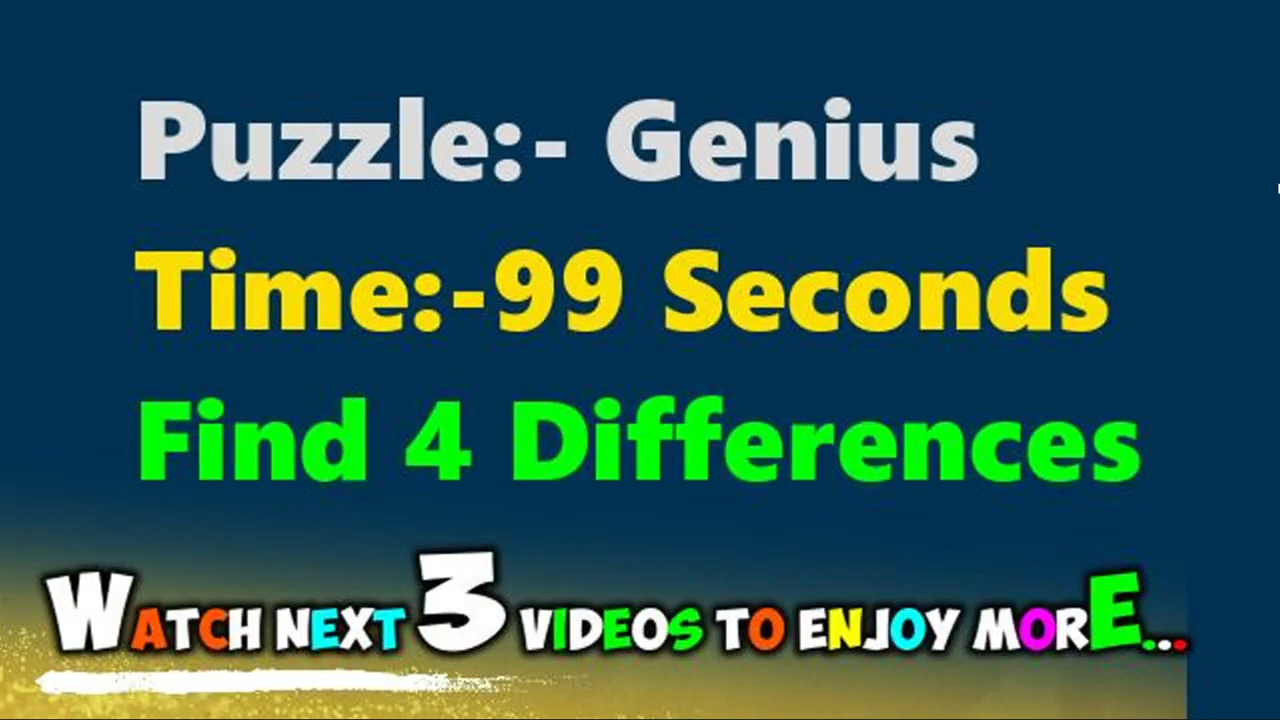 Puzzle:- Genius
Time:-99 Seconds
Find 4 Differences
WATCH NEXT 3 VIDEOS TO ENJOY MORE...